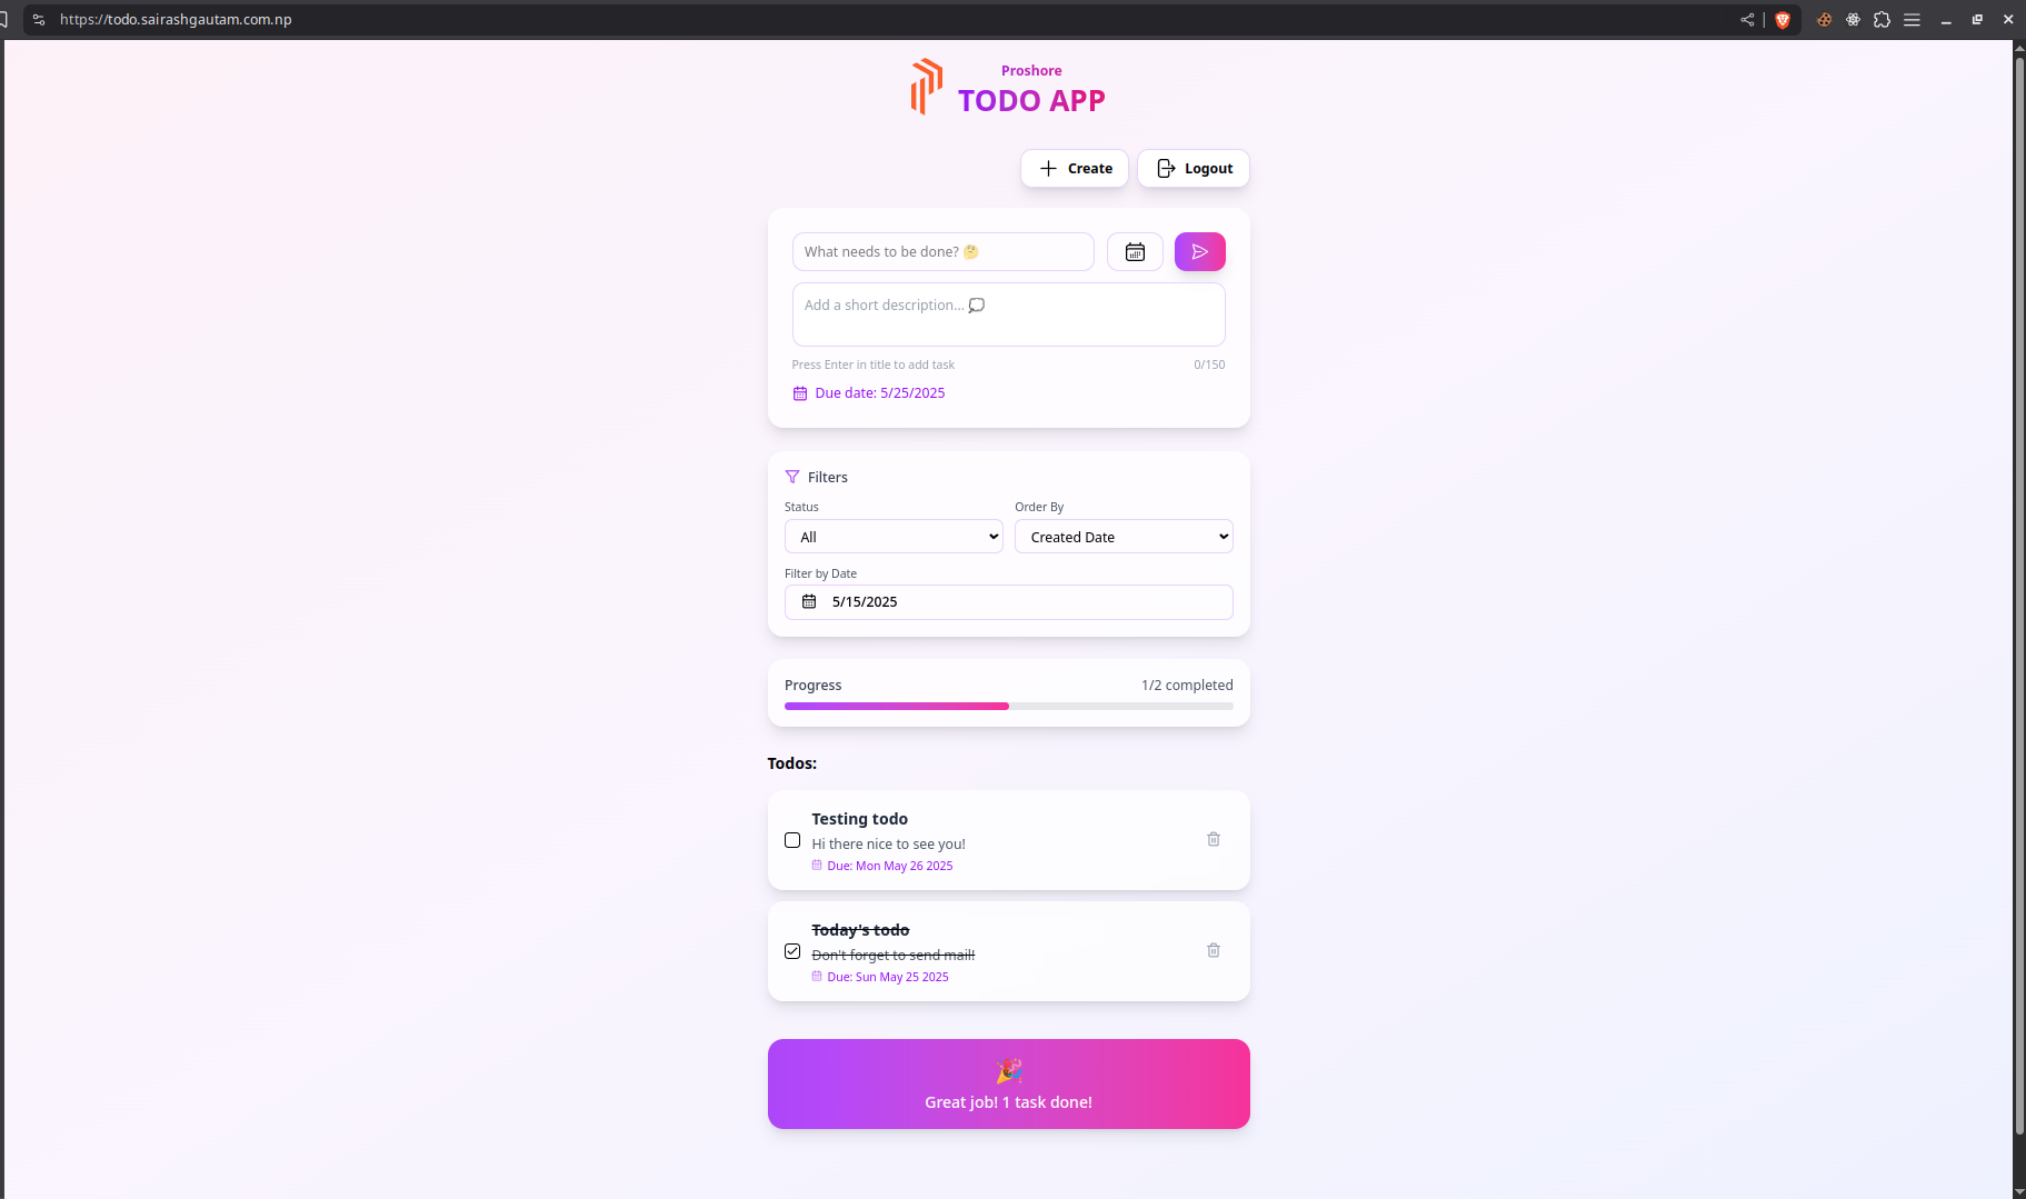 https://todo.sairashgautam.com.np
Proshore
TODO APP
Create
Logout
What needs to be done? 🤔
Add a short description... 💭
Press Enter in title to add task
0/150
Due date: 5/25/2025
Filters
Status
Order By
All
Created Date
Filter by Date
5/15/2025
Progress
1/2 completed
Todos:
Testing todo
Hi there nice to see you!
Due: Mon May 26 2025
Today's todo
Don't forget to send mail!
Due: Sun May 25 2025
🎉
Great job! 1 task done!